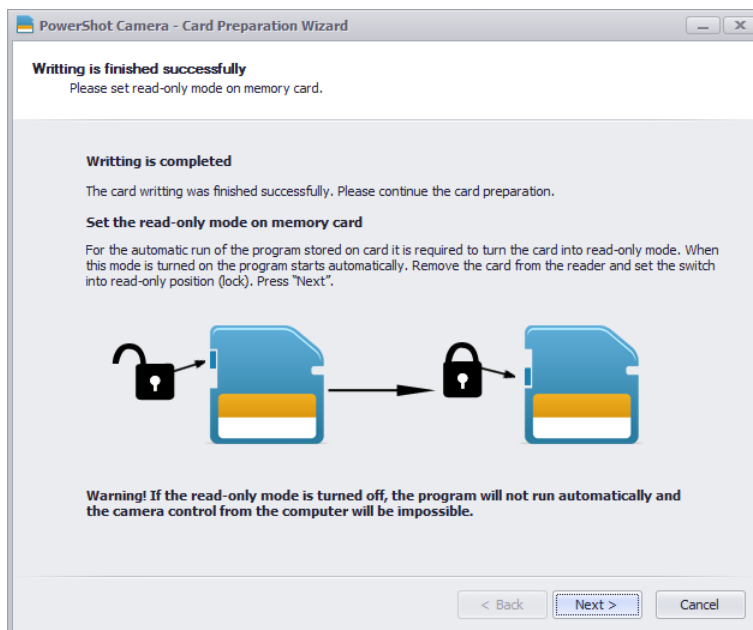 PowerShot Camera - Card Preparation Wizard
Writting is finished successfully
Please set read-only mode on memory card.
Writting is completed
The card writting was finished successfully. Please continue the card preparation.
Set the read-only mode on memory card
For the automatic run of the program stored on card it is required to turn the card into read-only mode. When
this mode is turned on the program starts automatically. Remove the card from the reader and set the switch
into read-only position (lock). Press “Next”.
Warning! If the read-only mode is turned off, the program will not run automatically and
the camera control from the computer will be impossible.
< Back Next > Cancel